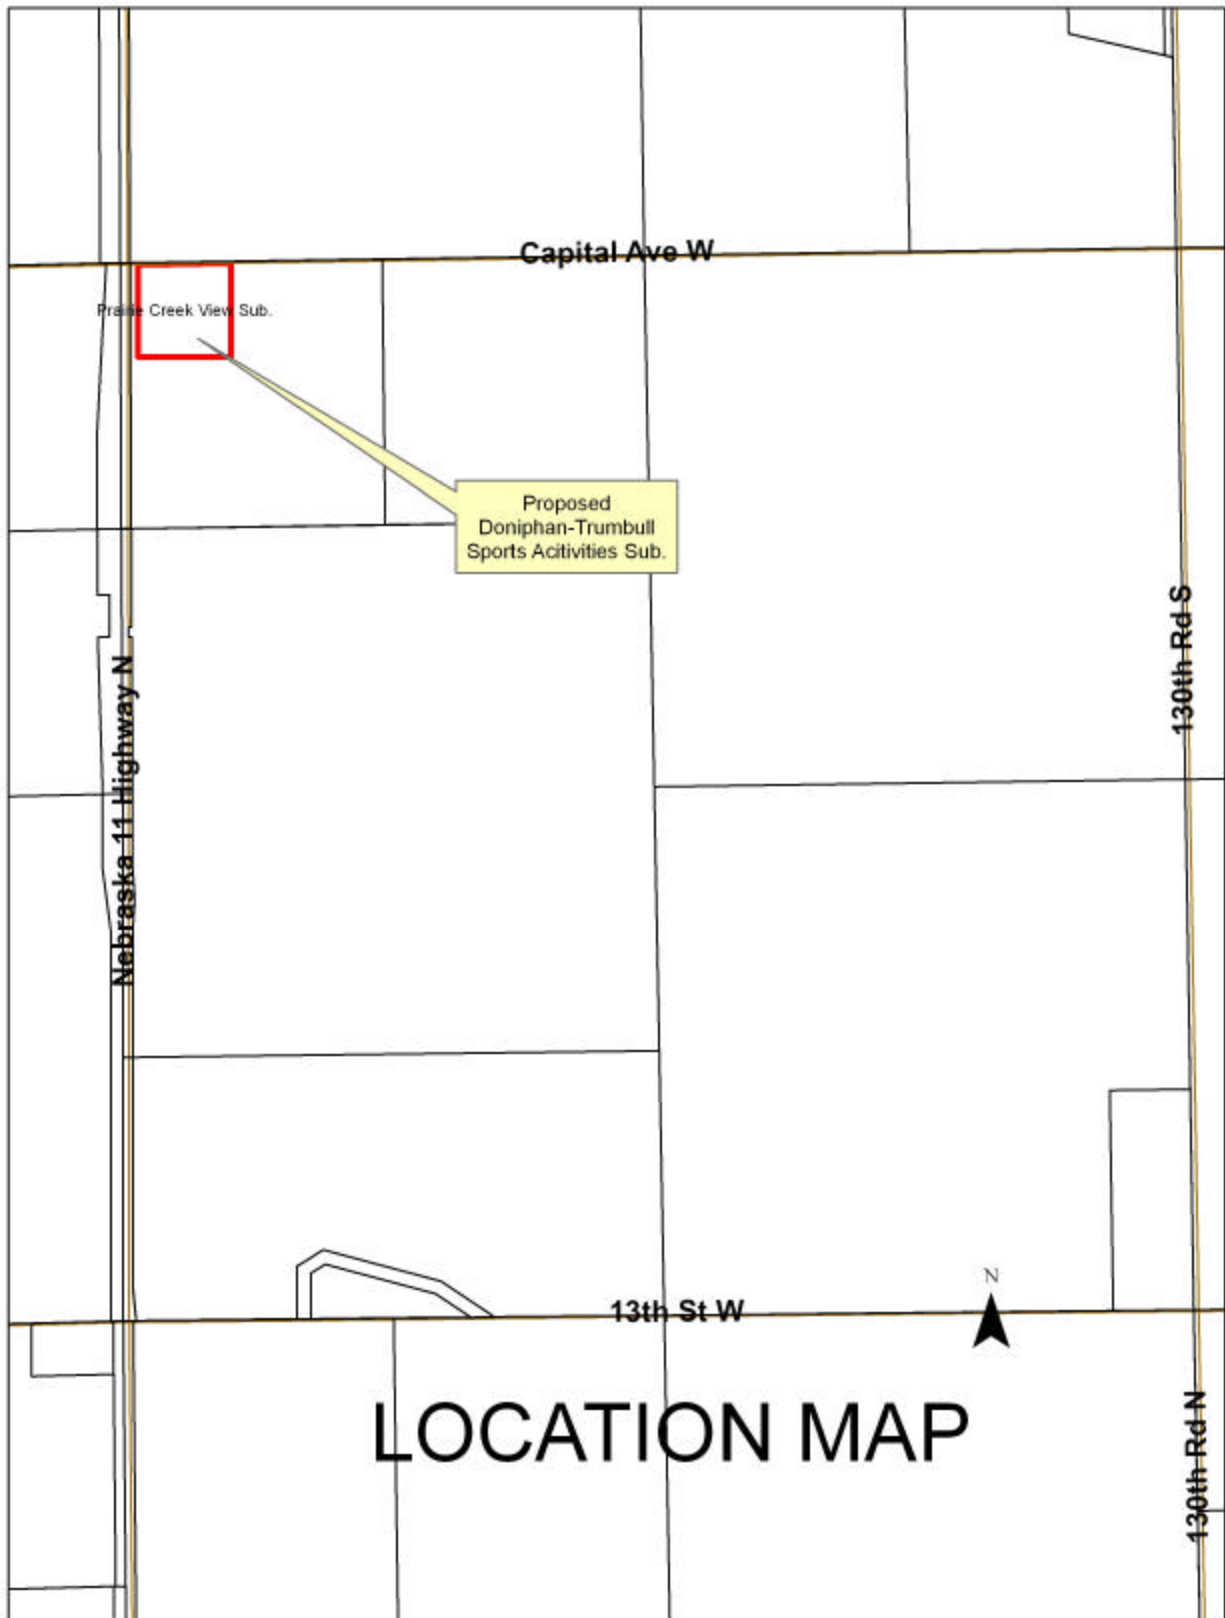 Capital Ave W
Prairie Creek View Sub.
Proposed
Doniphan-Trumbull
Sports Acitivities Sub.
130th Rd S
Nebraska 11 Highway N
N
13th St W
LOCATION MAP
130th Rd N